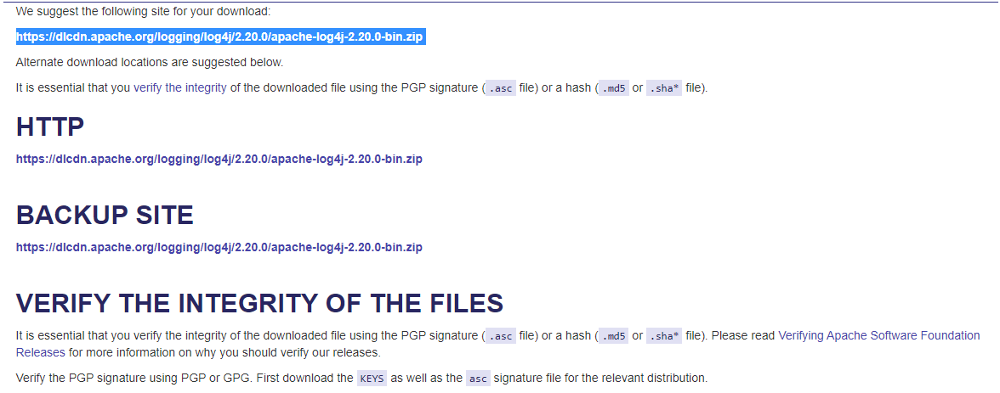 We suggest the following site for your download:
https://dlcdn.apache.org/logging/log4j/2.20.0/apache-log4j-2.20.0-bin.zip
Alternate download locations are suggested below.
It is essential that you verify the integrity of the downloaded file using the PGP signature ( .asc file) or a hash ( .md5 or .sha* file).
HTTP
https://dlcdn.apache.org/logging/log4j/2.20.0/apache-log4j-2.20.0-bin.zip
BACKUP SITE
https://dlcdn.apache.org/logging/log4j/2.20.0/apache-log4j-2.20.0-bin.zip
VERIFY THE INTEGRITY OF THE FILES
It is essential that you verify the integrity of the downloaded file using the PGP signature ( .asc file) or a hash ( .md5 or .sha* file). Please read Verifying Apache Software Foundation
Releases for more information on why you should verify our releases.
Verify the PGP signature using PGP or GPG. First download the KEYS as well as the asc signature file for the relevant distribution.